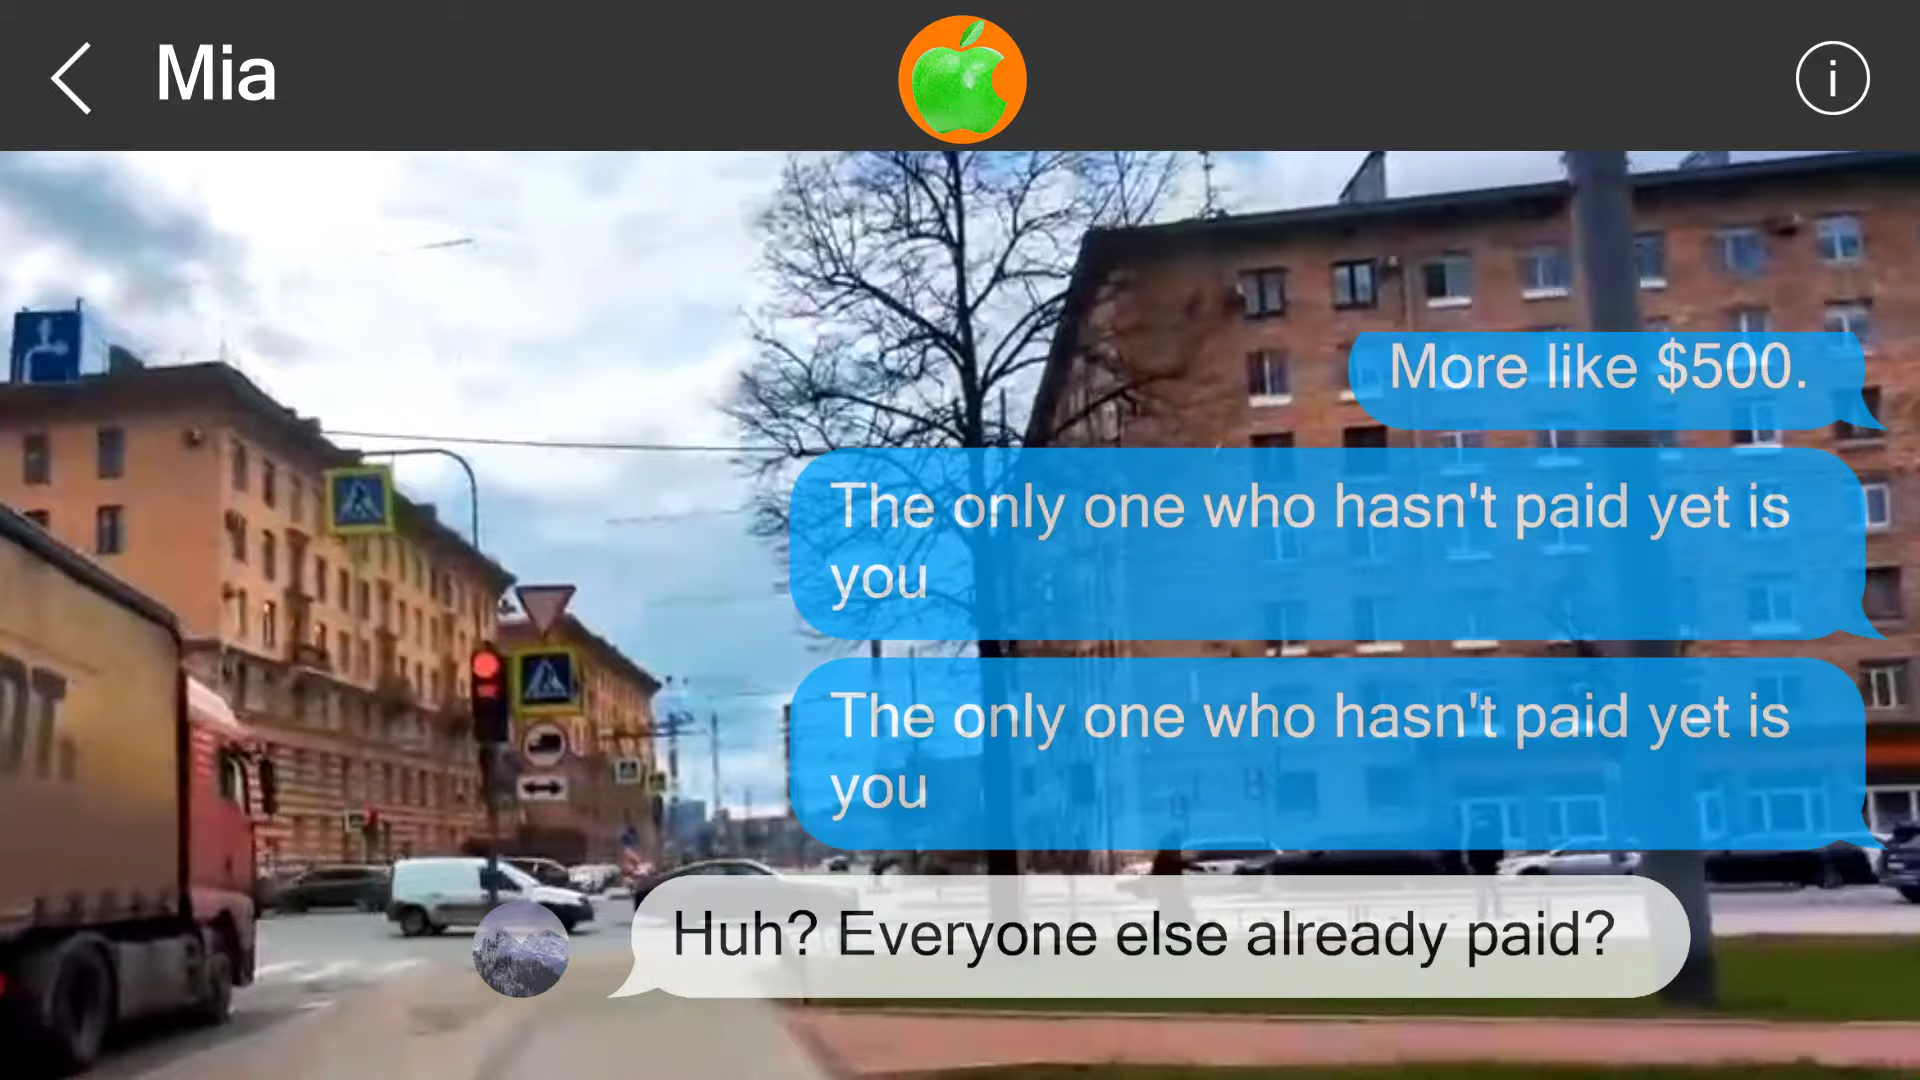 Mia
i
More like $500.
The only one who hasn't paid yet is
you
The only one who hasn't paid yet is
you
Huh? Everyone else already paid?